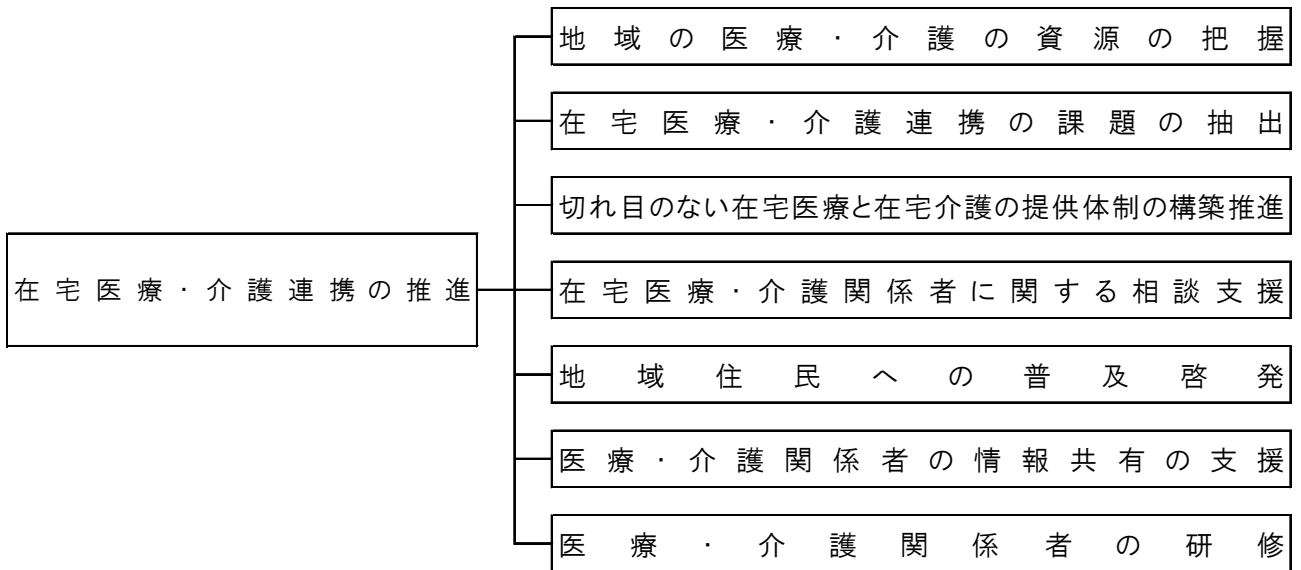 地域の医療・介護の資源の把握
在宅医療・介護連携の課題の抽出
切れ目のない在宅医療と在宅介護の提供体制の構築推進
在宅医療・介護連携の推進
在宅医療・介護関係者に関する相談支援
地域住民への普及啓発
医療・介護関係者の情報共有の支援
医療・介護関係者の研修